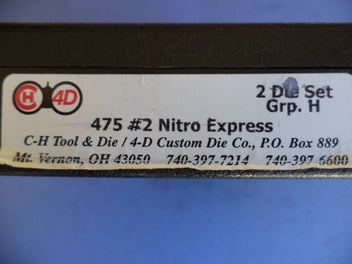 CH 4D
2 Die Set
Grp. H
475 #2 Nitro Express
C-H Tool & Die / 4-D Custom Die Co., P.O. Box 889
Mt. Vernon, OH 43050 740-397-7214 740-397-6600